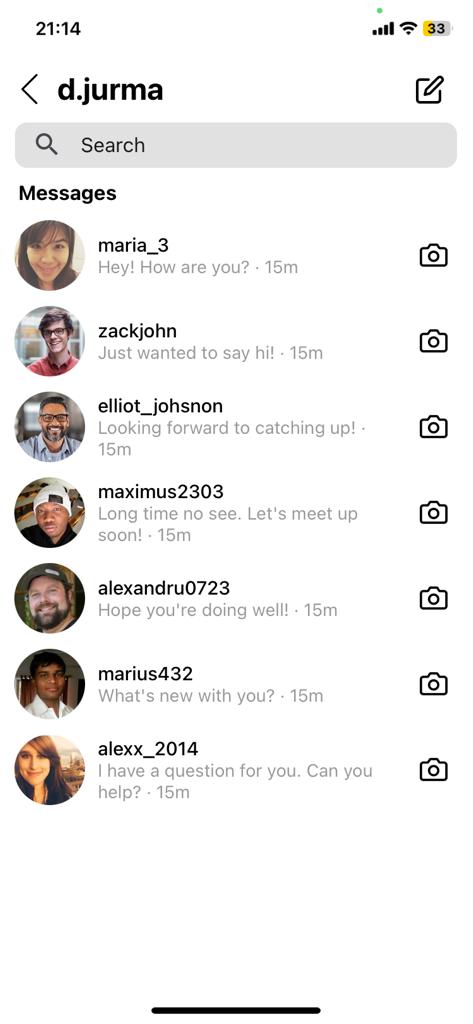 21:14
33
d.jurma
Search
Messages
maria_3
Hey! How are you? · 15m
zackjohn
Just wanted to say hi! · 15m
elliot_johsnon
Looking forward to catching up! ·
15m
maximus2303
Long time no see. Let's meet up
soon! · 15m
alexandru0723
Hope you're doing well! · 15m
marius432
What's new with you? · 15m
alexx_2014
I have a question for you. Can you
help? · 15m